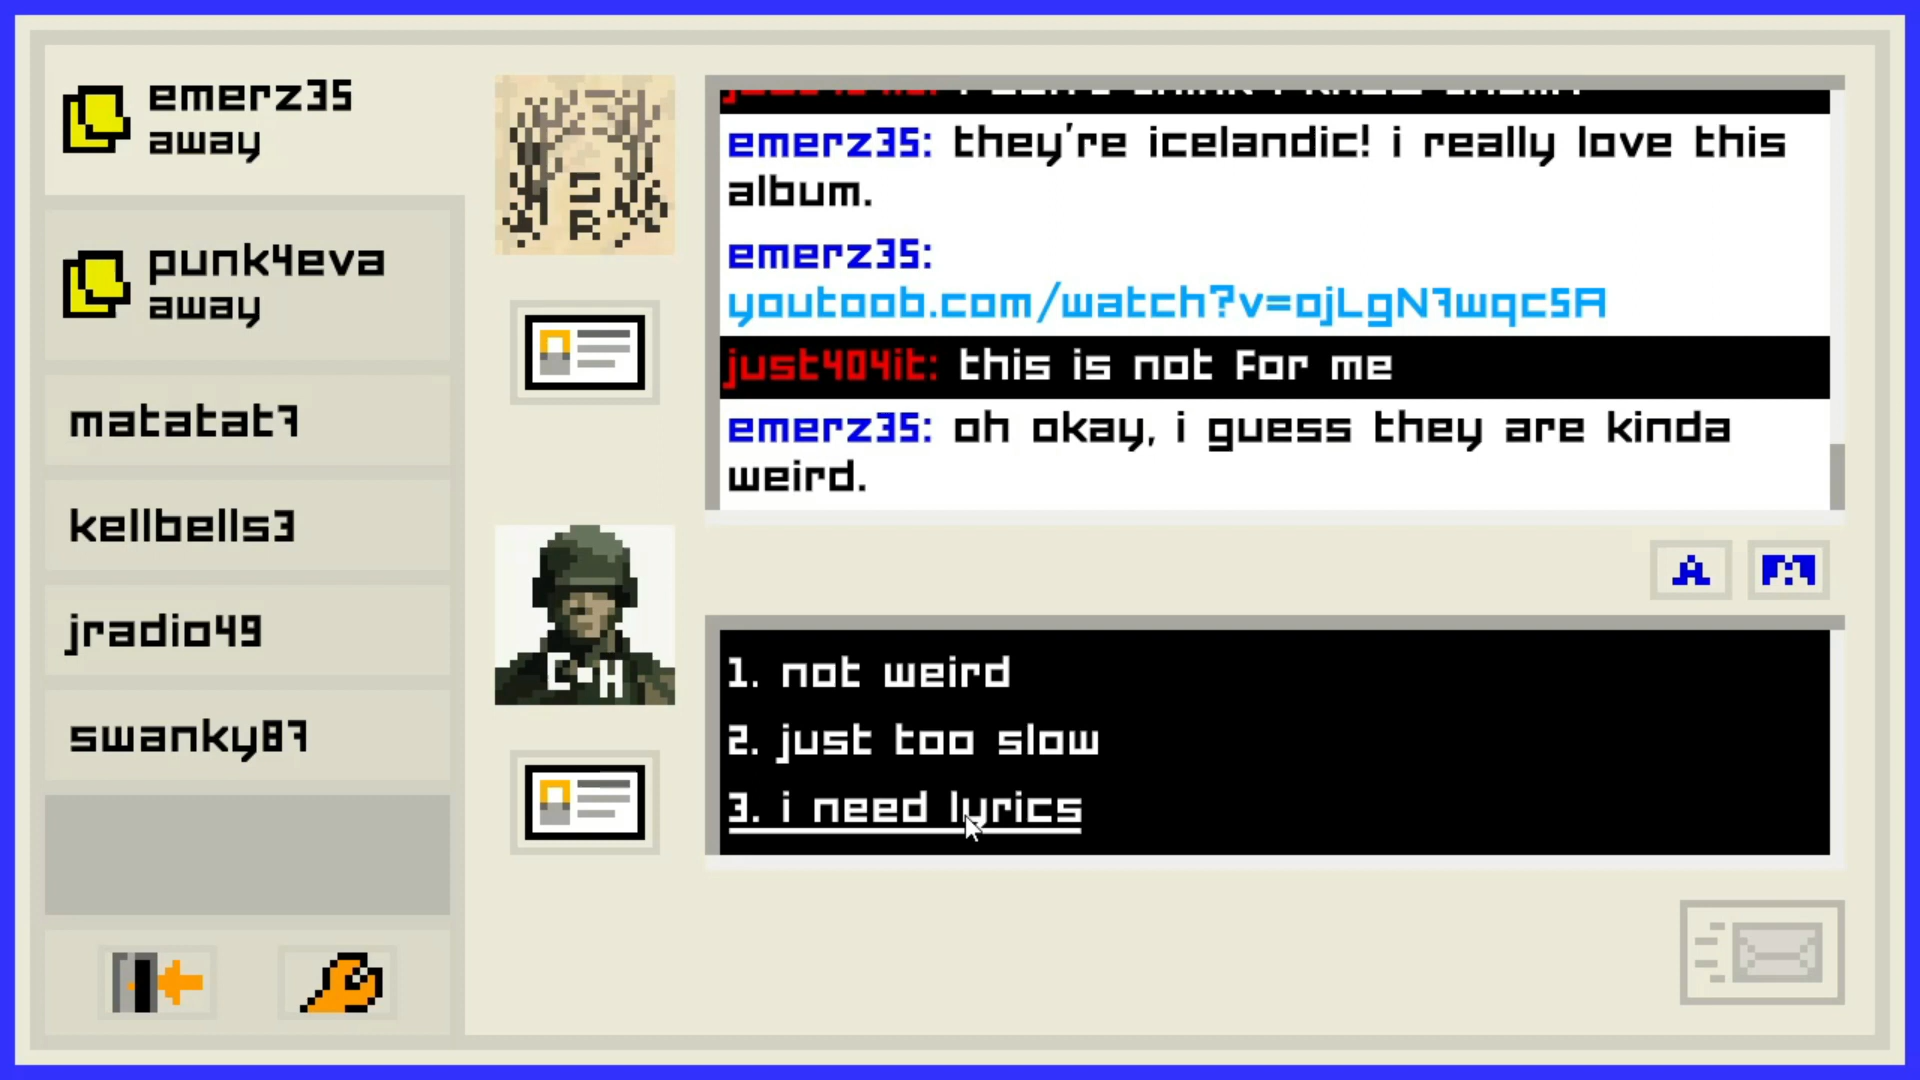 emerz35
away
punk4eva
away
matatat7
kellbells3
jradio49
swanky87
S
R
C•H
emerz35: they're icelandic! i really love this
album.
emerz35:
youtoob.com/watch?v=ojLgN7wqc5A
just404it: this is not for me
emerz35: oh okay, i guess they are kinda
weird.
A
1. not weird
2. just too slow
3. i need lyrics